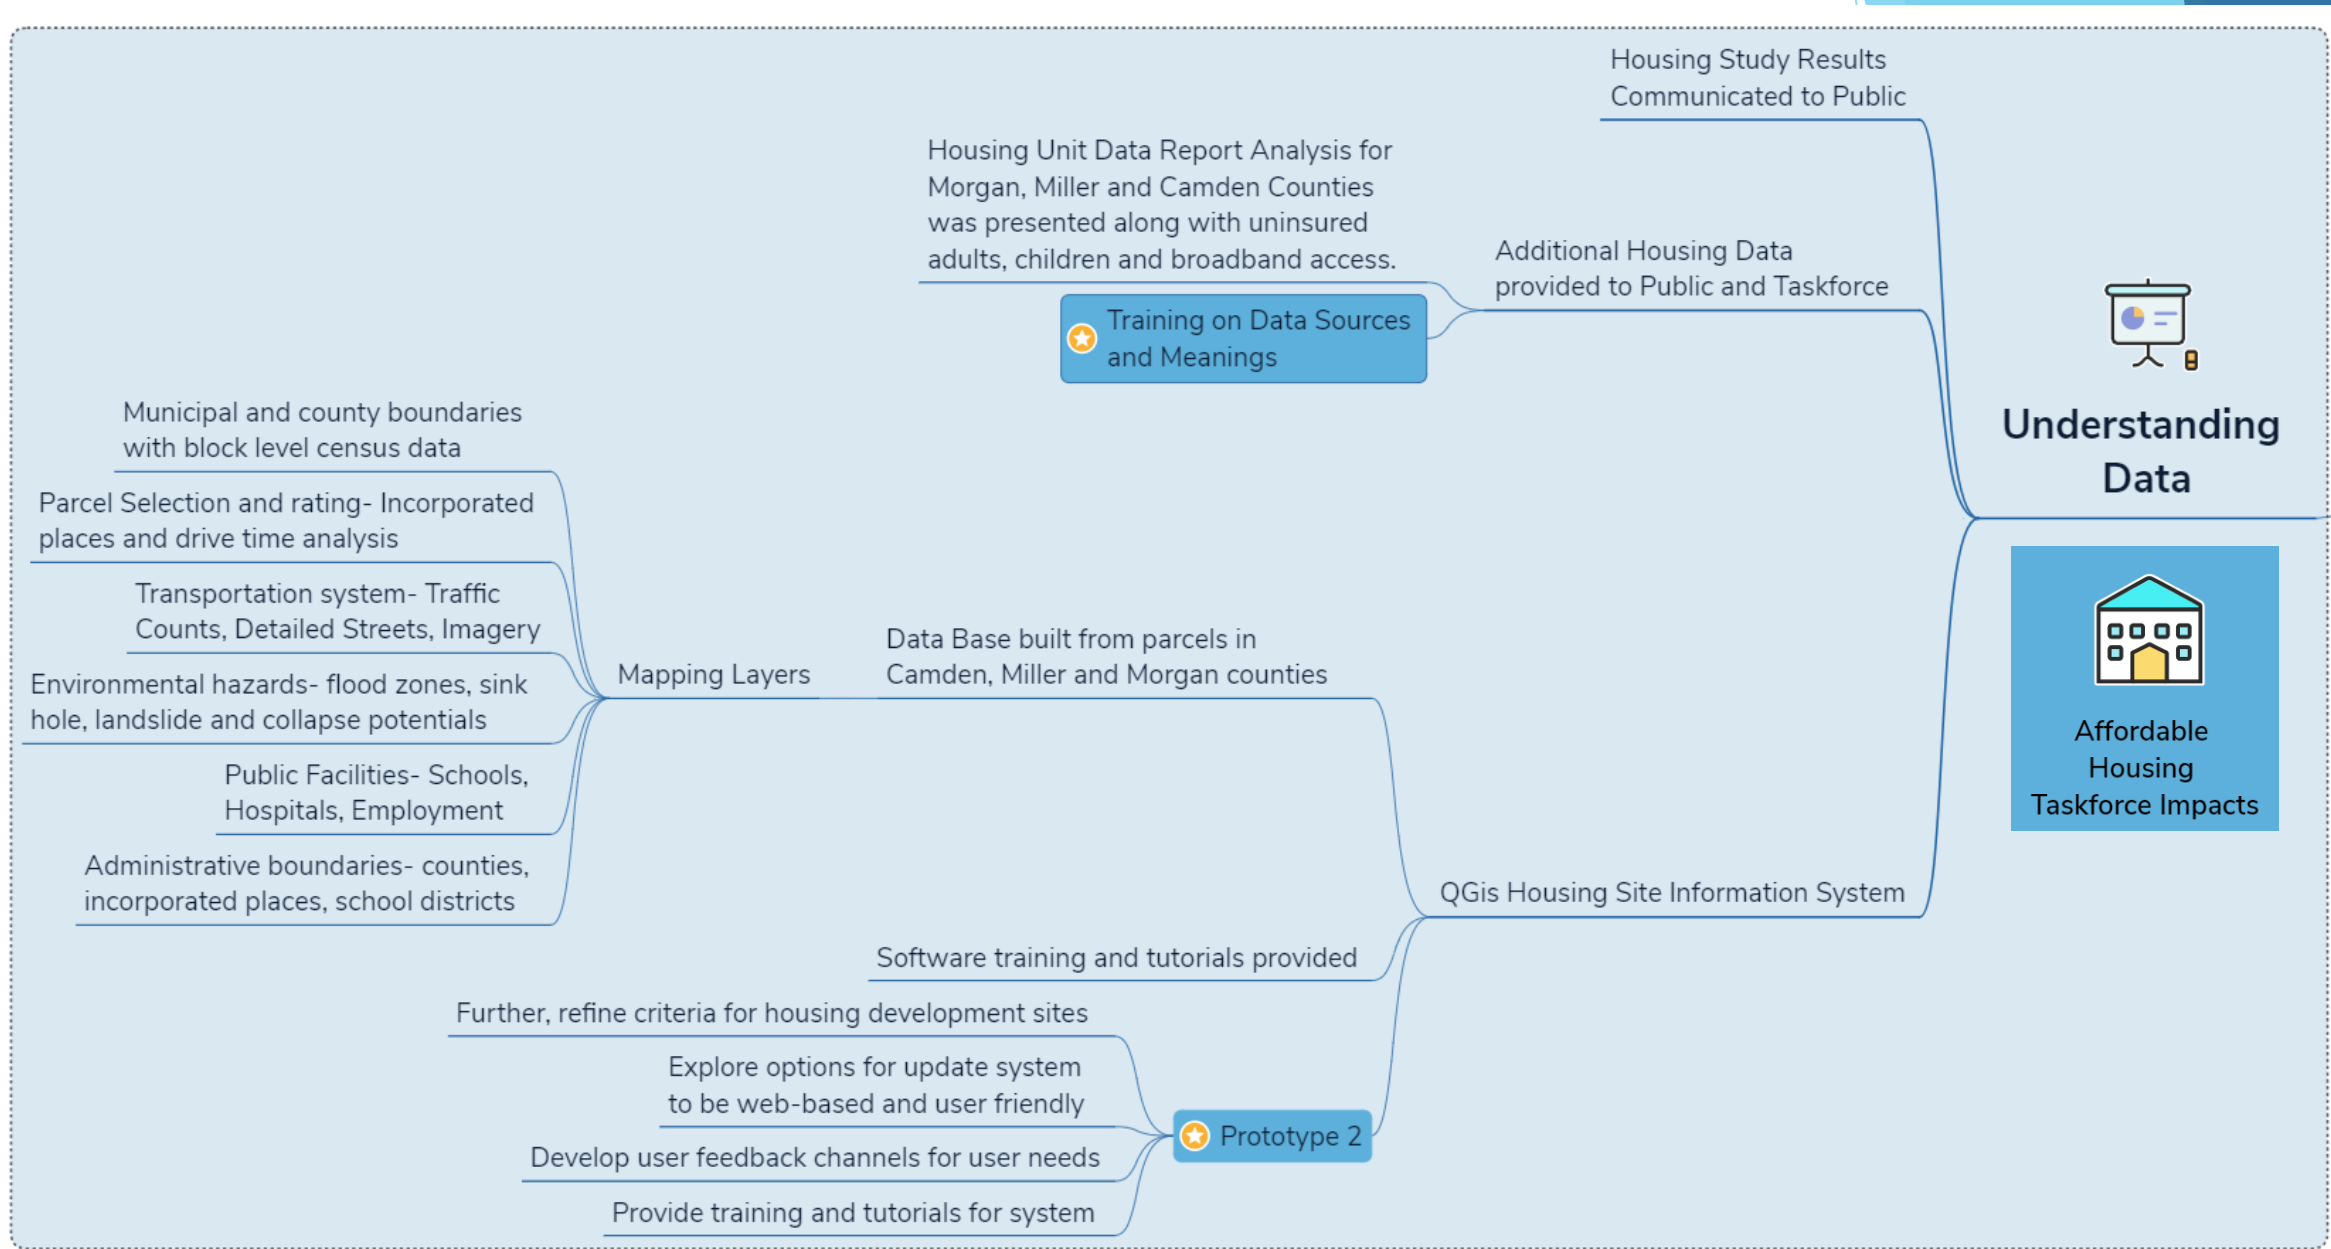 Housing Study Results
Communicated to Public
Housing Unit Data Report Analysis for
Morgan, Miller and Camden Counties
was presented along with uninsured
adults, children and broadband access.
Additional Housing Data
provided to Public and Taskforce
Training on Data Sources
and Meanings
Understanding
Data
Municipal and county boundaries
with block level census data
Parcel Selection and rating- Incorporated
places and drive time analysis
Transportation system- Traffic
Counts, Detailed Streets, Imagery
Environmental hazards- flood zones, sink
hole, landslide and collapse potentials
Public Facilities- Schools,
Hospitals, Employment
Administrative boundaries- counties,
incorporated places, school districts
Mapping Layers
Data Base built from parcels in
Camden, Miller and Morgan counties
Affordable
Housing
Taskforce Impacts
QGis Housing Site Information System
Software training and tutorials provided
Further, refine criteria for housing development sites
Explore options for update system
to be web-based and user friendly
Develop user feedback channels for user needs
Provide training and tutorials for system
Prototype 2